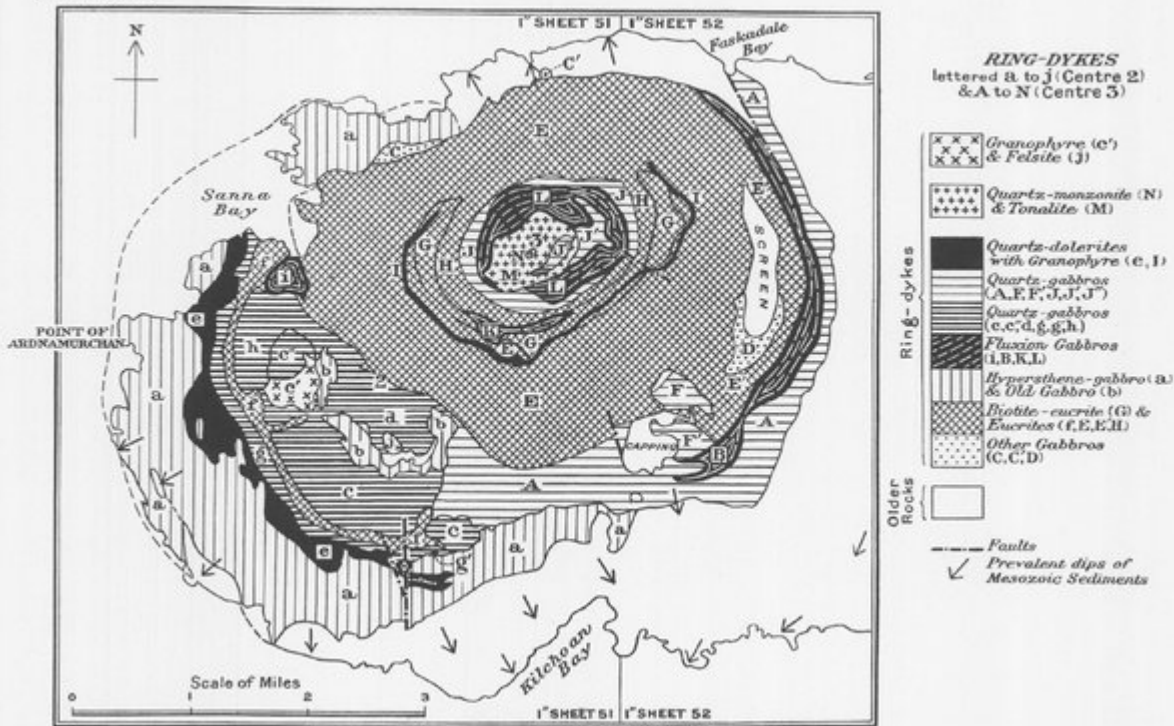 1" SHEET 51 | 1" SHEET 52
N
Faskadale
Bay
C'
A
a
E
C
Sanna
Bay
L
J
H
I
E
G
SCREEN
a
f
i
I
G
H
J
3
N
J
J
M
L
POINT OF
ARDNAMURCHAN
e
h
c'
b
K
G
E
D
E
a
c'
2
F
E
d
b
b
J
F'
A
CAPPING
B
g
c
A
a
e
c
a
a
g'
a
Kilchoan
Bay
Scale of Miles
0 1 2 3
1" SHEET 51 | 1" SHEET 52
RING-DYKES
lettered a to j (Centre 2)
& A to N (Centre 3)
Granophyre (c')
& Felsite (j)
Quartz-monzonite (N)
& Tonalite (M)
Quartz-dolerites
with Granophyre (e, I)
Quartz-gabbros
(A, F, F', J, J', J")
Quartz-gabbros
(c, c', d, g, g', h)
Fluxion Gabbros
(i, B, K, L)
Hypersthene-gabbro (a)
& Old Gabbro (b)
Biotite-eucrite (G) &
Eucrites (f, E, E', H)
Other Gabbros
(C, C', D)
Ring-dykes
Older
Rocks
Faults
Prevalent dips of
Mesozoic Sediments